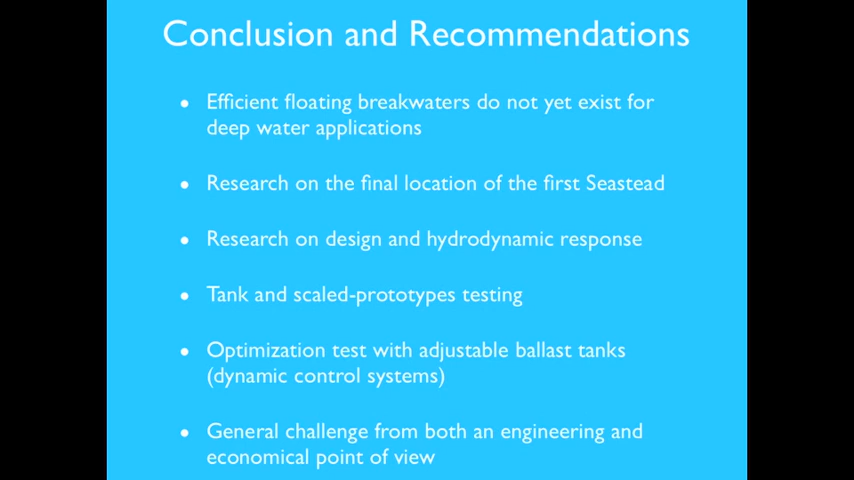 Conclusion and Recommendations
• Efficient floating breakwaters do not yet exist for
deep water applications
• Research on the final location of the first Seastead
• Research on design and hydrodynamic response
• Tank and scaled-prototypes testing
• Optimization test with adjustable ballast tanks
(dynamic control systems)
• General challenge from both an engineering and
economical point of view